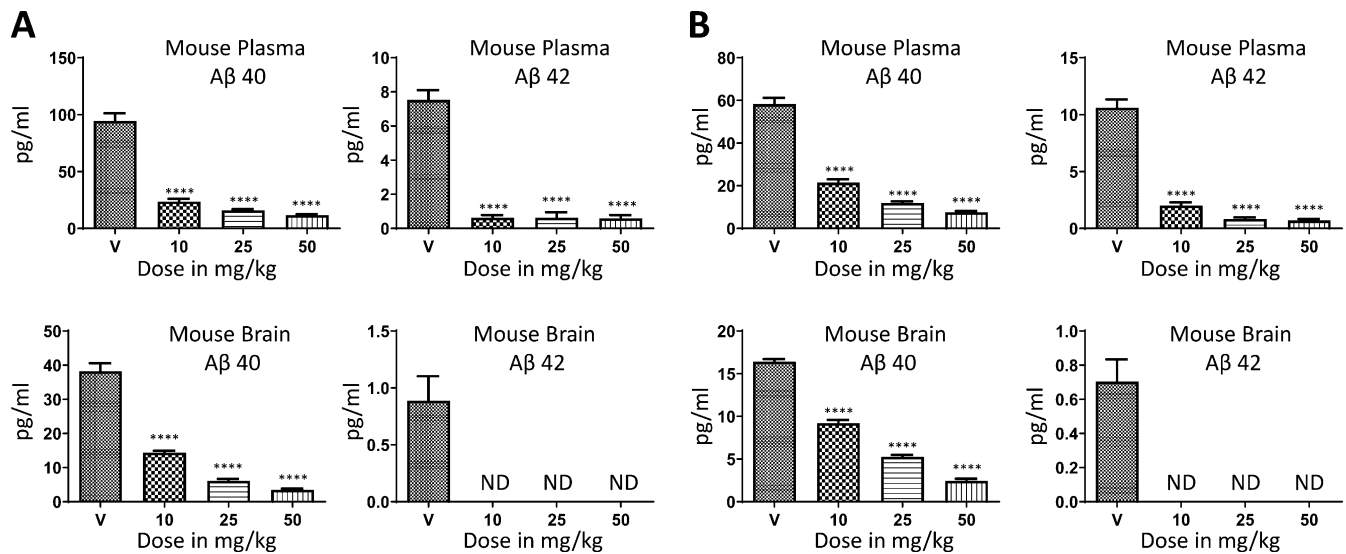 A
Mouse Plasma
Aβ 40
pg/ml
150
100
50
0
****
****
****
V 10 25 50
Dose in mg/kg
Mouse Plasma
Aβ 42
pg/ml
10
8
6
4
2
0
****
****
****
V 10 25 50
Dose in mg/kg
B
Mouse Plasma
Aβ 40
pg/ml
80
60
40
20
0
****
****
****
V 10 25 50
Dose in mg/kg
Mouse Plasma
Aβ 42
pg/ml
15
10
5
0
****
****
****
V 10 25 50
Dose in mg/kg
Mouse Brain
Aβ 40
pg/ml
50
40
30
20
10
0
****
****
****
V 10 25 50
Dose in mg/kg
Mouse Brain
Aβ 42
pg/ml
1.5
1.0
0.5
0.0
ND ND ND
V 10 25 50
Dose in mg/kg
Mouse Brain
Aβ 40
pg/ml
20
15
10
5
0
****
****
****
V 10 25 50
Dose in mg/kg
Mouse Brain
Aβ 42
pg/ml
1.0
0.8
0.6
0.4
0.2
0.0
ND ND ND
V 10 25 50
Dose in mg/kg